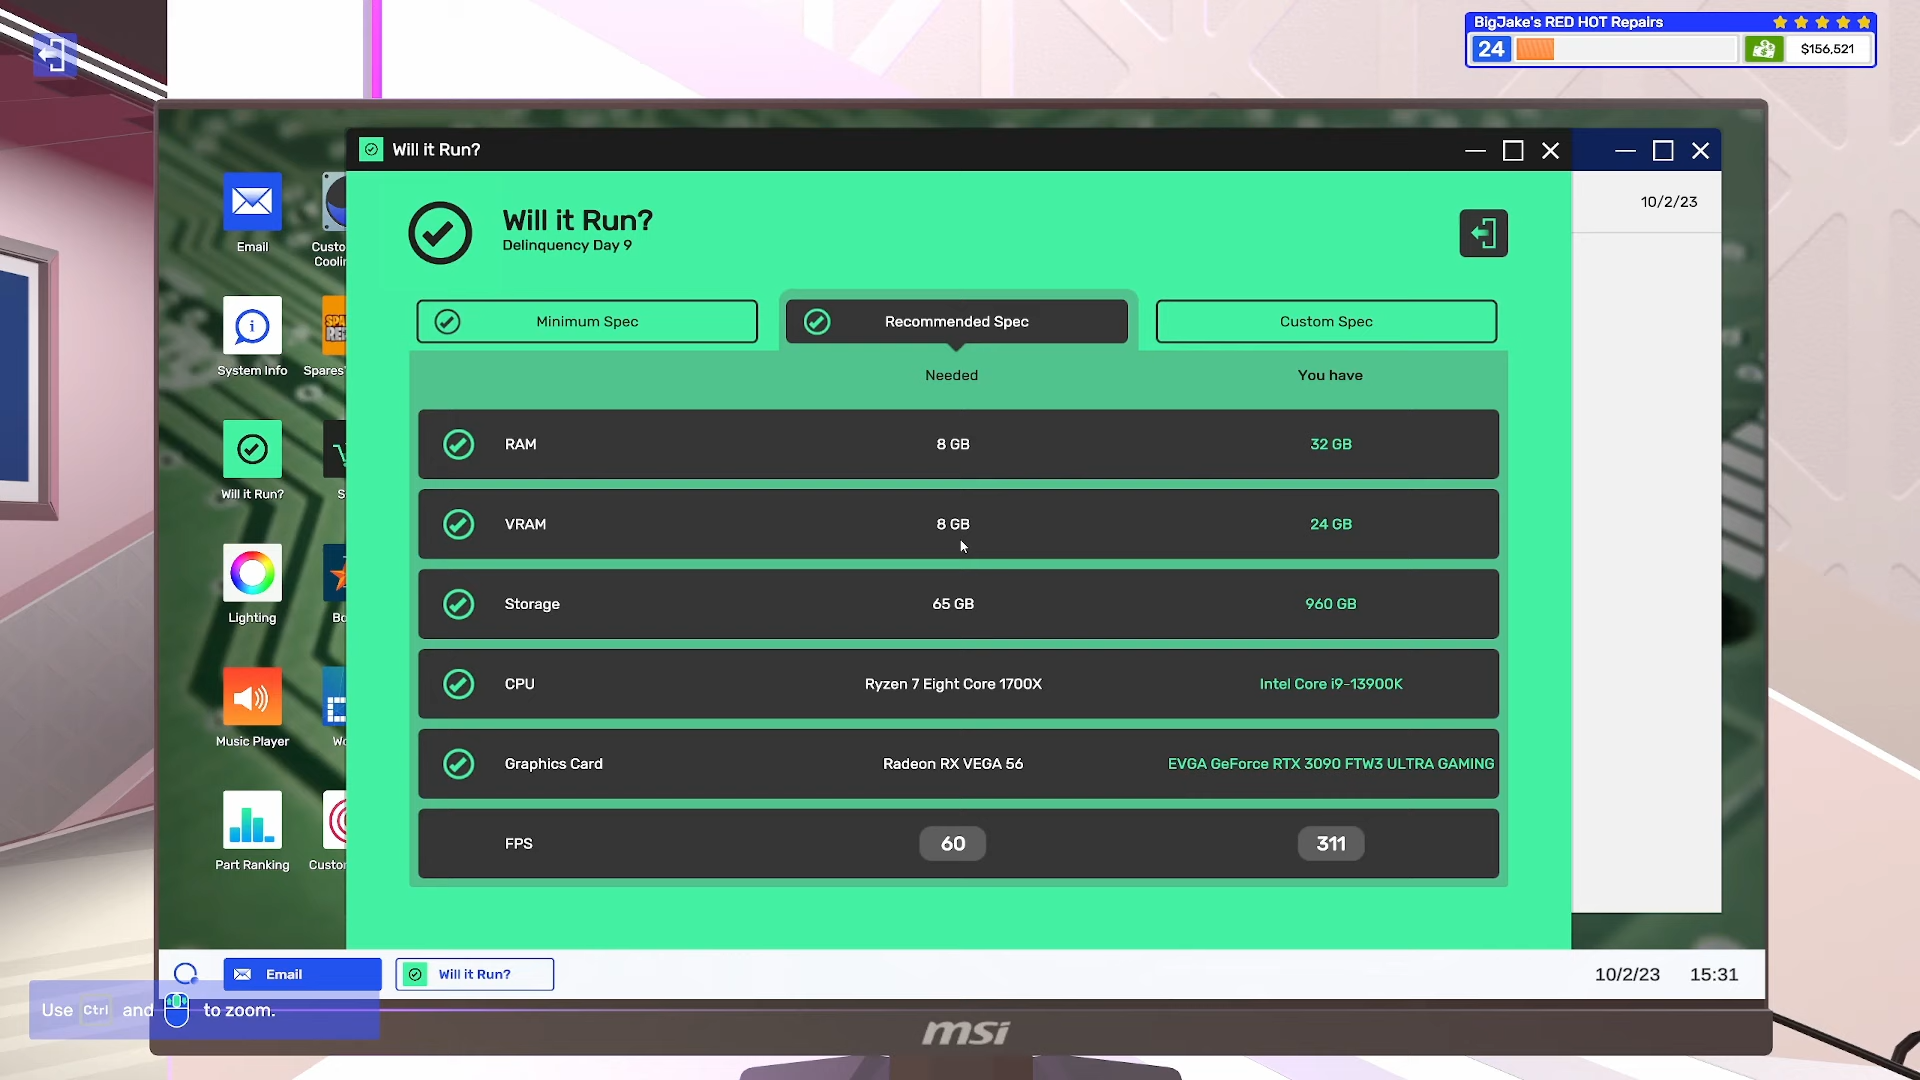 BigJake's RED HOT Repairs
24
$156,521
Will it Run?
10/2/23
Will it Run?
Delinquency Day 9
Email
Custo
Coolin
Minimum Spec
Recommended Spec
Custom Spec
System Info
Spares'
Needed
You have
RAM
8 GB
32 GB
Will it Run?
S
VRAM
8 GB
24 GB
Storage
65 GB
960 GB
Lighting
Bo
CPU
Ryzen 7 Eight Core 1700X
Intel Core i9-13900K
Music Player
Wo
Graphics Card
Radeon RX VEGA 56
EVGA GeForce RTX 3090 FTW3 ULTRA GAMING
FPS
60
311
Part Ranking
Custor
Email
Will it Run?
10/2/23
15:31
Use Ctrl and to zoom.
msi